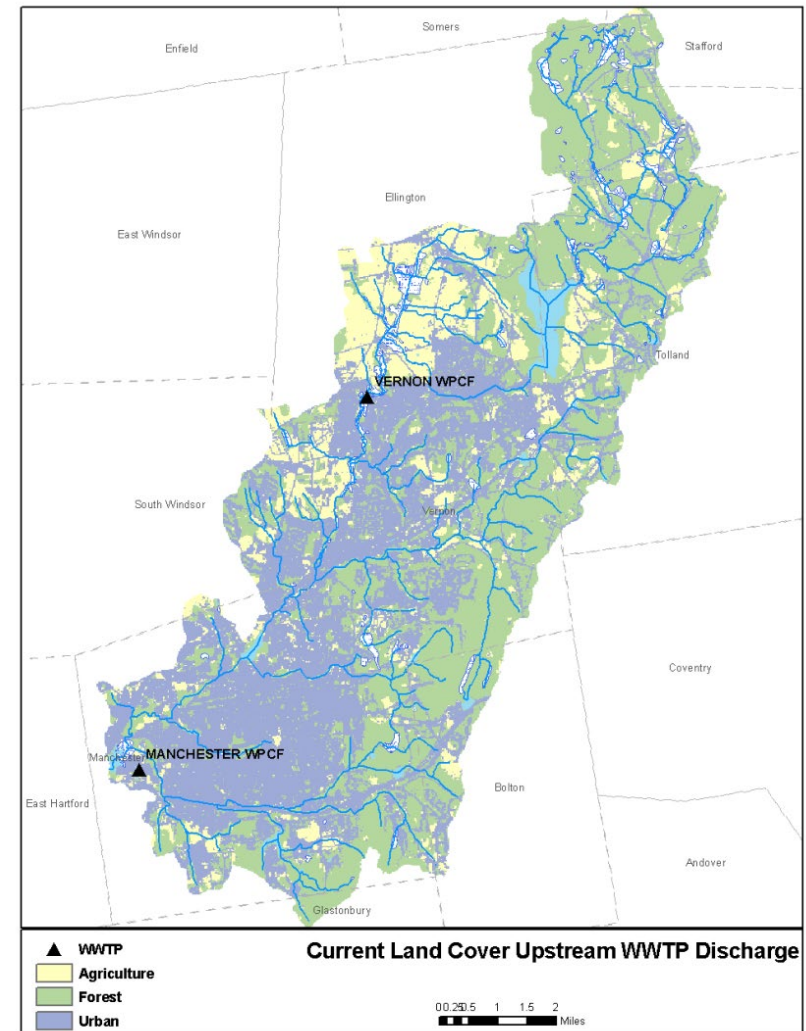 Somers
Enfield
Stafford
Ellington
East Windsor
Tolland
VERNON WPCF
South Windsor
Vernon
Coventry
Manchester
MANCHESTER WPCF
East Hartford
Bolton
Andover
Glastonbury
WWTP
Current Land Cover Upstream WWTP Discharge
Agriculture
Forest
Urban
0 0.25 0.5 1 1.5 2
Miles